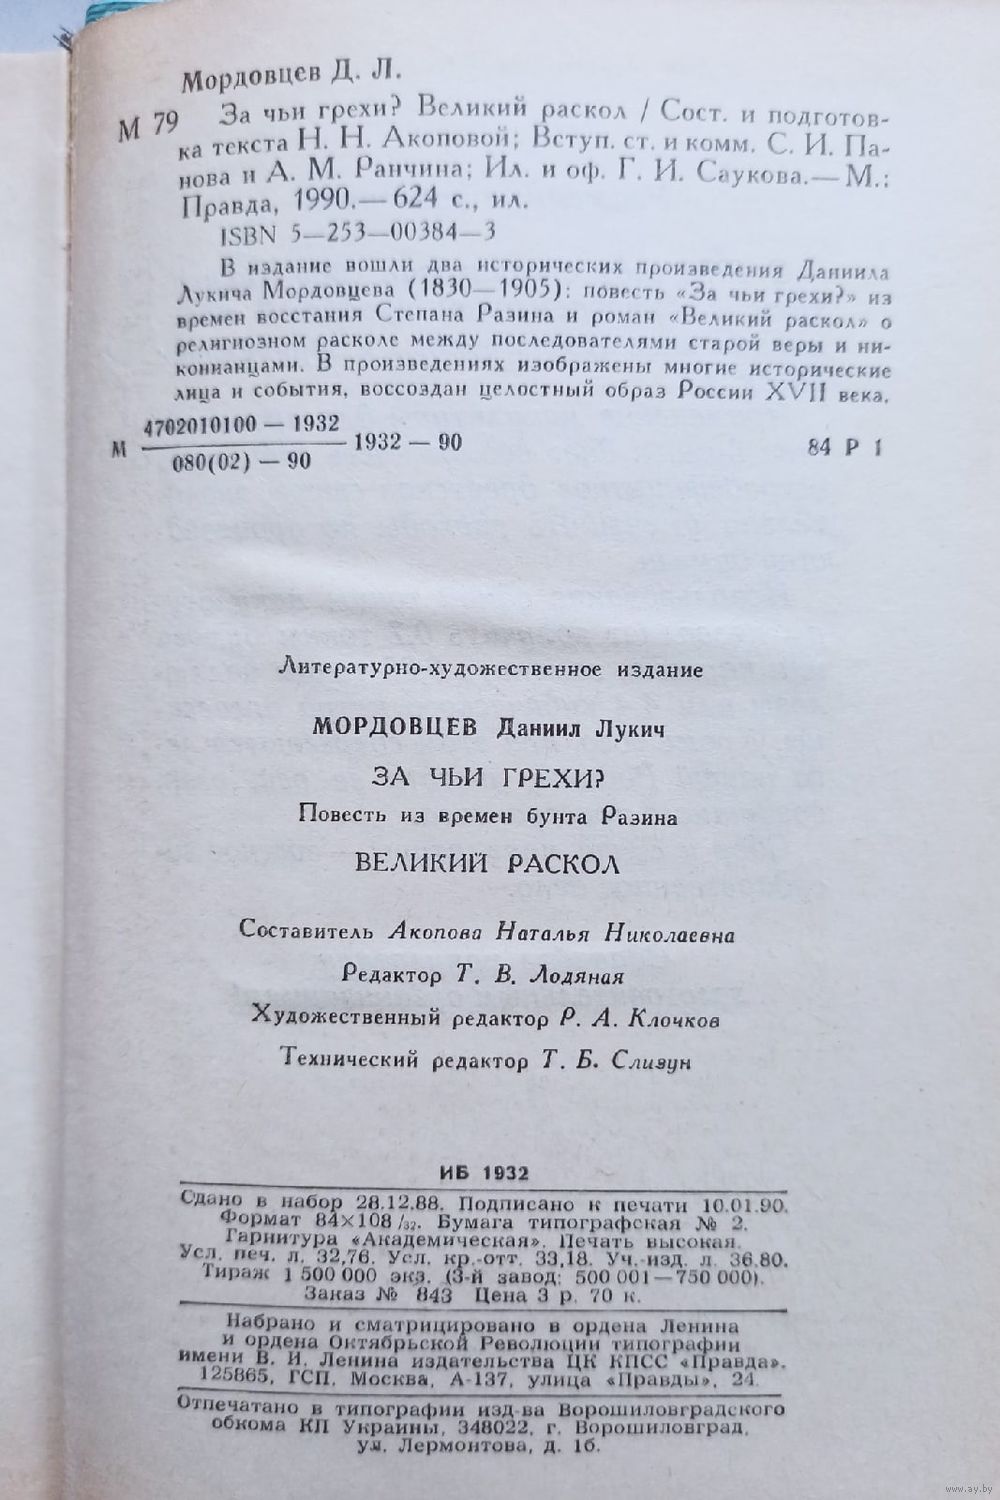 Мордовцев Д. Л.
М 79 За чьи грехи? Великий раскол / Сост. и подготов-
ка текста Н. Н. Акоповой; Вступ. ст. и комм. С. И. Па-
нова и А. М. Ранчина; Ил. и оф. Г. И. Саукова.— М.:
Правда, 1990.— 624 с., ил.
ISBN 5—253—00384—3
В издание вошли два исторических произведения Даниила
Лукича Мордовцева (1830—1905): повесть «За чьи грехи?» из
времен восстания Степана Разина и роман «Великий раскол» о
религиозном расколе между последователями старой веры и ни-
конианцами. В произведениях изображены многие исторические
лица и события, воссоздан целостный образ России XVII века.
4702010100 — 1932
М 1932 — 90 84 Р 1
080(02) — 90
Литературно-художественное издание
МОРДОВЦЕВ Даниил Лукич
ЗА ЧЬИ ГРЕХИ?
Повесть из времен бунта Разина
ВЕЛИКИЙ РАСКОЛ
Составитель Акопова Наталья Николаевна
Редактор Т. В. Лодяная
Художественный редактор Р. А. Клочков
Технический редактор Т. Б. Слизун
ИБ 1932
Сдано в набор 28.12.88. Подписано к печати 10.01.90.
Формат 84×108 /32. Бумага типографская № 2.
Гарнитура «Академическая». Печать высокая.
Усл. печ. л. 32,76. Усл. кр.-отт. 33,18. Уч.-изд. л. 36,80.
Тираж 1 500 000 экз. (3-й завод: 500 001—750 000).
Заказ № 843 Цена 3 р. 70 к.
Набрано и сматрицировано в ордена Ленина
и ордена Октябрьской Революции типографии
имени В. И. Ленина издательства ЦК КПСС «Правда».
125865, ГСП, Москва, А-137, улица «Правды», 24.
Отпечатано в типографии изд-ва Ворошиловградского
обкома КП Украины, 348022, г. Ворошиловград,
ул. Лермонтова, д. 1б.
www.ay.by